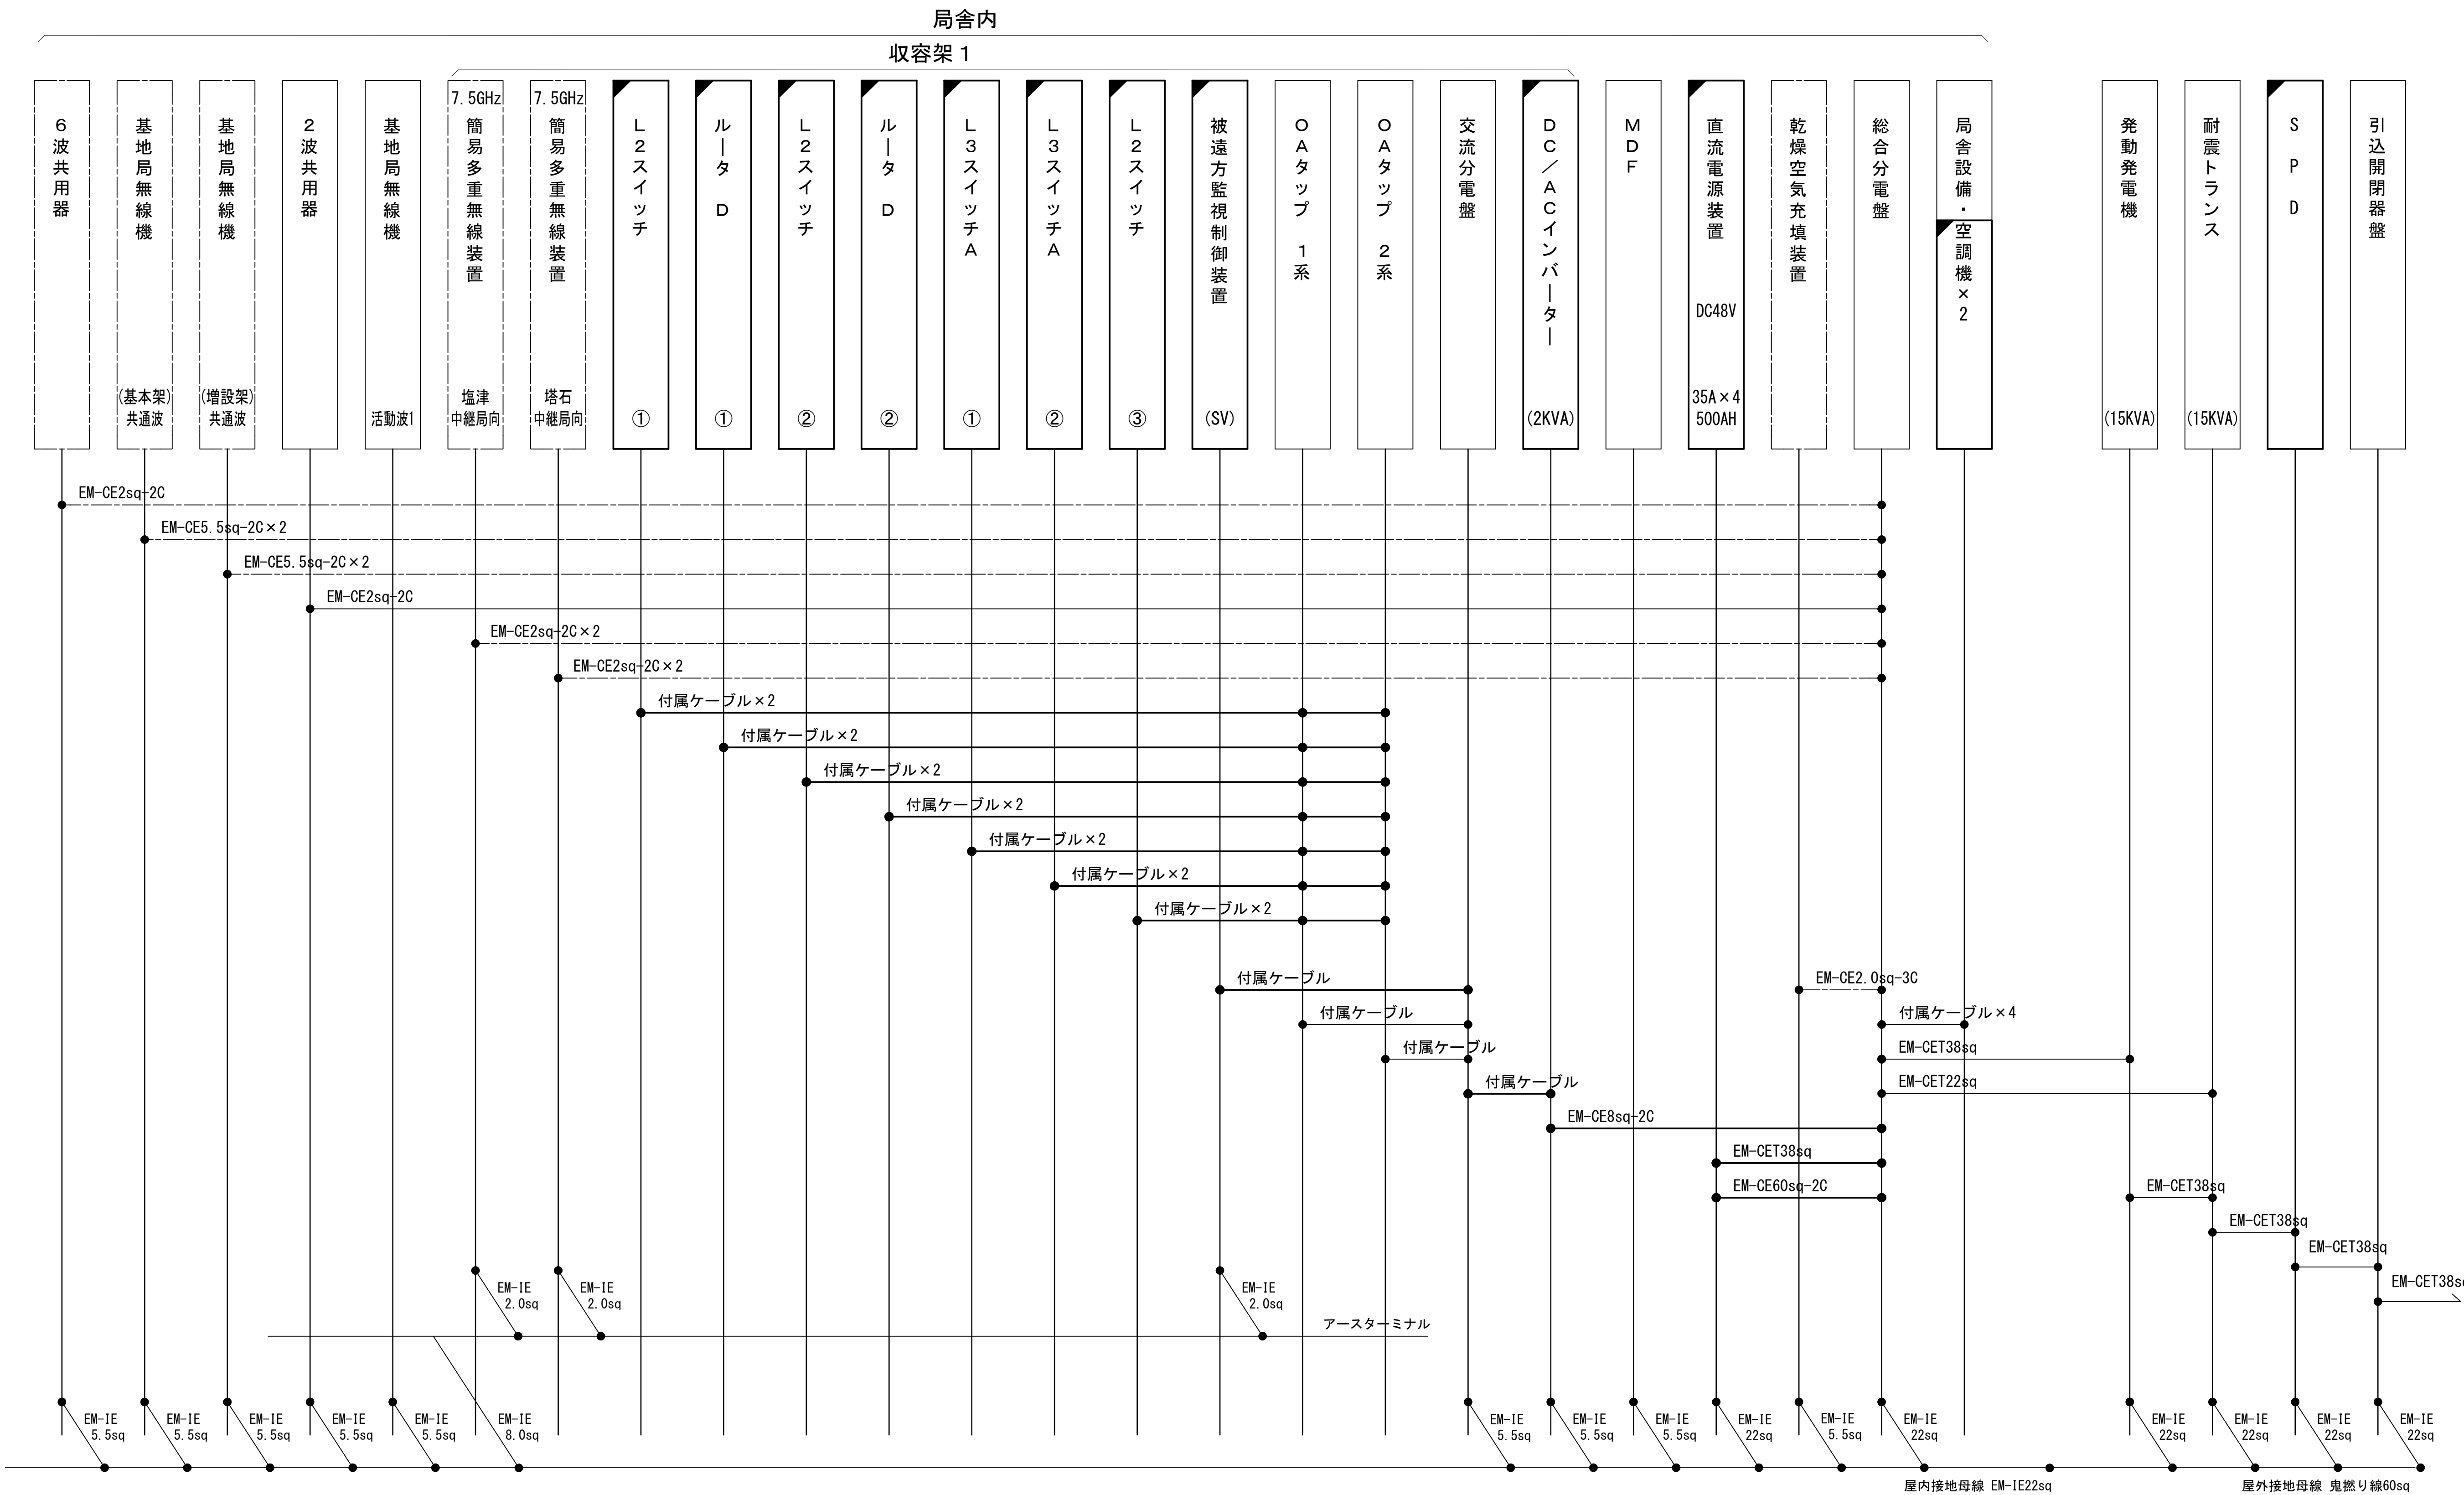 局舎内
収容架１
６波共用器
基地局無線機
(基本架)
共通波
基地局無線機
(増設架)
共通波
２波共用器
基地局無線機
活動波1
7.5GHz
簡易多重無線装置
塩津
中継局向
7.5GHz
簡易多重無線装置
塔石
中継局向
Ｌ２スイッチ
①
ルータ Ｄ
①
Ｌ２スイッチ
②
ルータ Ｄ
②
Ｌ３スイッチＡ
①
Ｌ３スイッチＡ
②
Ｌ２スイッチ
③
被遠方監視制御装置
(SV)
ＯＡタップ １系
ＯＡタップ ２系
交流分電盤
ＤＣ／ＡＣインバーター
(2KVA)
ＭＤＦ
直流電源装置
DC48V
35A×4
500AH
乾燥空気充填装置
総合分電盤
局舎設備・空調機×２
発動発電機
(15KVA)
耐震トランス
(15KVA)
S P D
引込開閉器盤
EM-CE2sq-2C
EM-CE5.5sq-2C×2
EM-CE5.5sq-2C×2
EM-CE2sq-2C
EM-CE2sq-2C×2
EM-CE2sq-2C×2
付属ケーブル×2
付属ケーブル×2
付属ケーブル×2
付属ケーブル×2
付属ケーブル×2
付属ケーブル×2
付属ケーブル×2
付属ケーブル
EM-CE2.0sq-3C
付属ケーブル
付属ケーブル×4
付属ケーブル
EM-CET38sq
付属ケーブル
EM-CET22sq
EM-CE8sq-2C
EM-CET38sq
EM-CE60sq-2C
EM-CET38sq
EM-CET38sq
EM-CET38sq
EM-CET38sq
EM-IE
2.0sq
EM-IE
2.0sq
EM-IE
2.0sq
アースターミナル
EM-IE
5.5sq
EM-IE
5.5sq
EM-IE
5.5sq
EM-IE
5.5sq
EM-IE
5.5sq
EM-IE
8.0sq
EM-IE
5.5sq
EM-IE
5.5sq
EM-IE
5.5sq
EM-IE
22sq
EM-IE
5.5sq
EM-IE
22sq
EM-IE
22sq
EM-IE
22sq
EM-IE
22sq
EM-IE
22sq
屋内接地母線 EM-IE22sq
屋外接地母線 鬼撚り線60sq